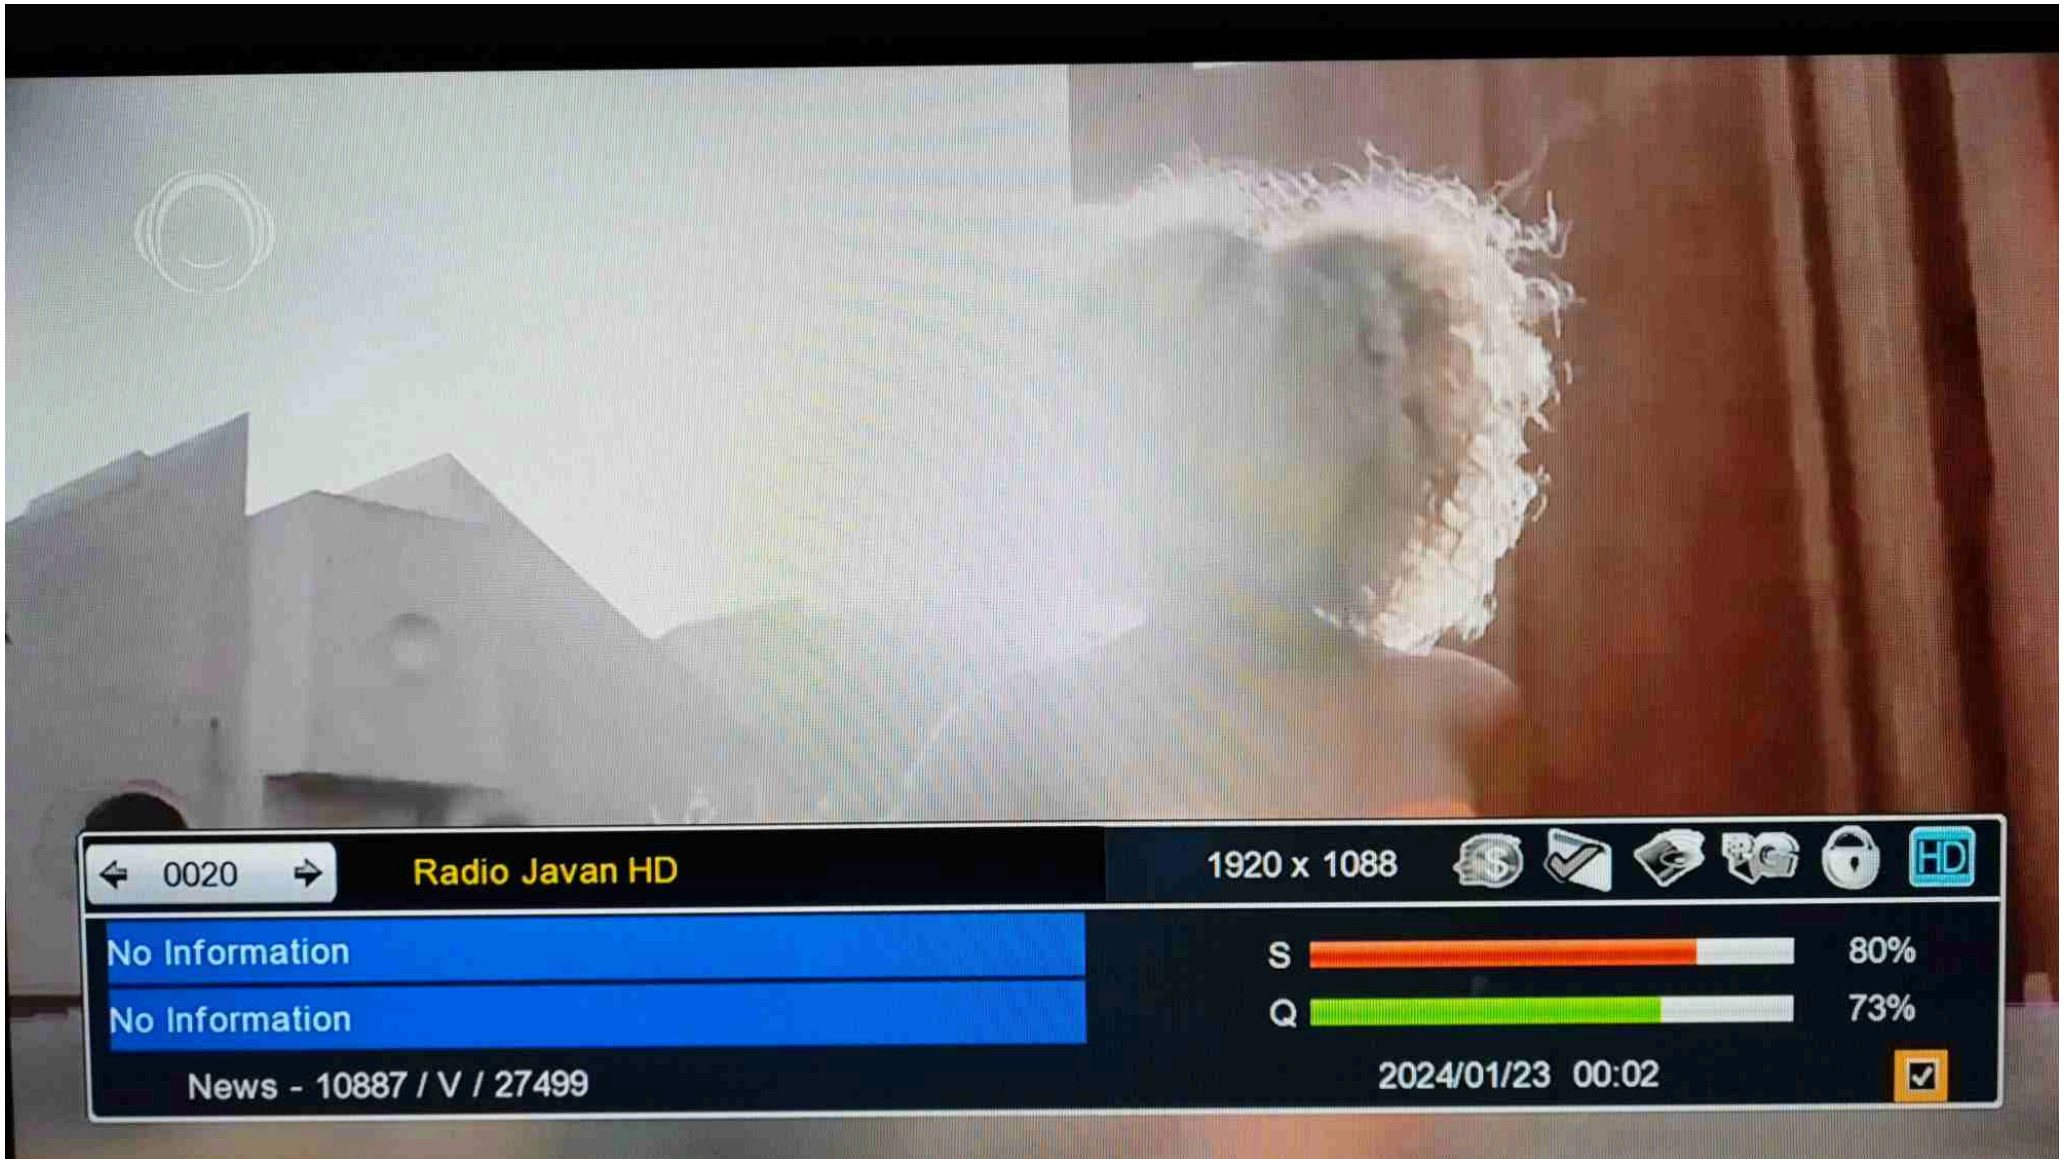 0020 Radio Javan HD 1920 x 1088 $ HD
No Information
S 80%
No Information
Q 73%
News - 10887 / V / 27499
2024/01/23 00:02